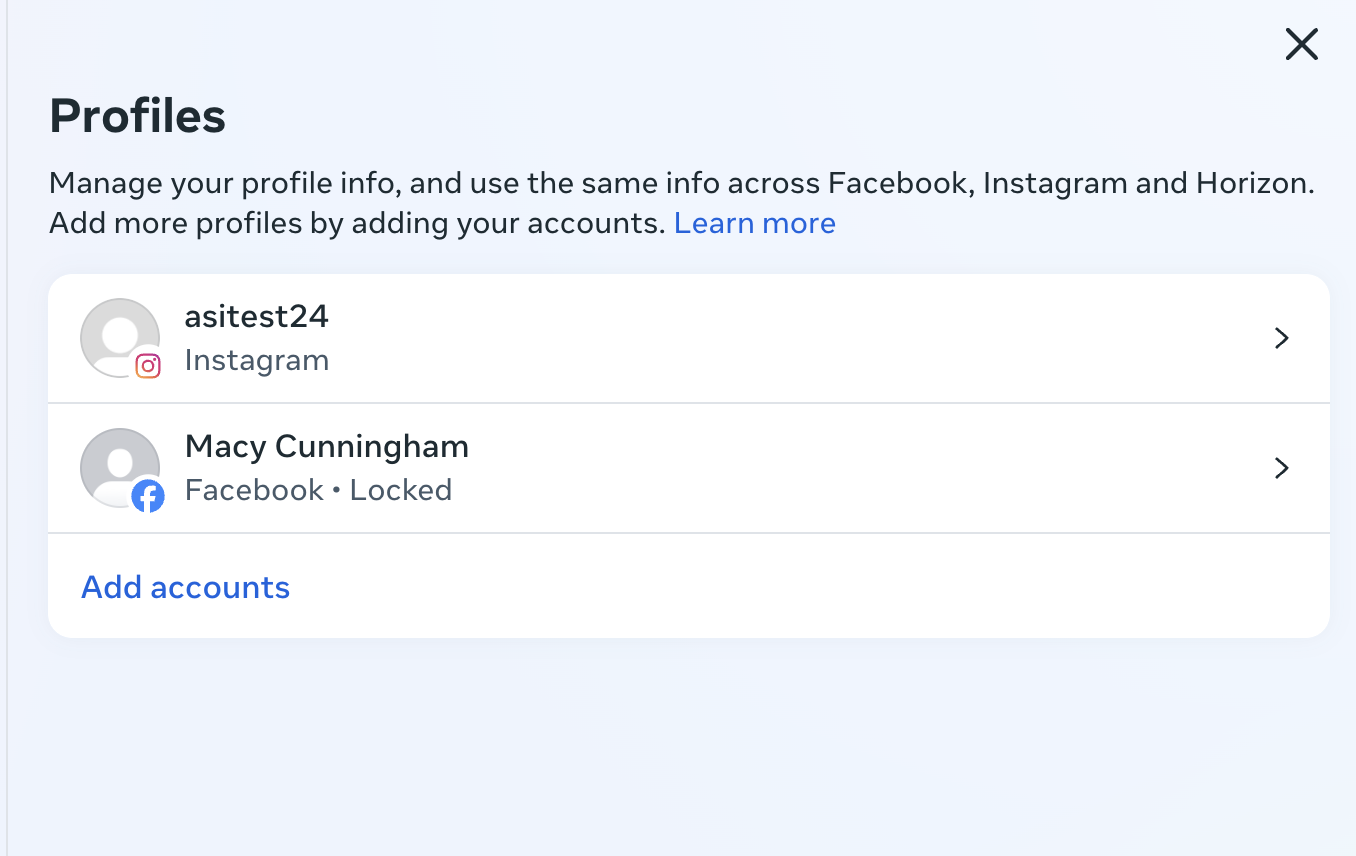 Profiles
Manage your profile info, and use the same info across Facebook, Instagram and Horizon.
Add more profiles by adding your accounts. Learn more
asitest24
Instagram
Macy Cunningham
Facebook • Locked
Add accounts